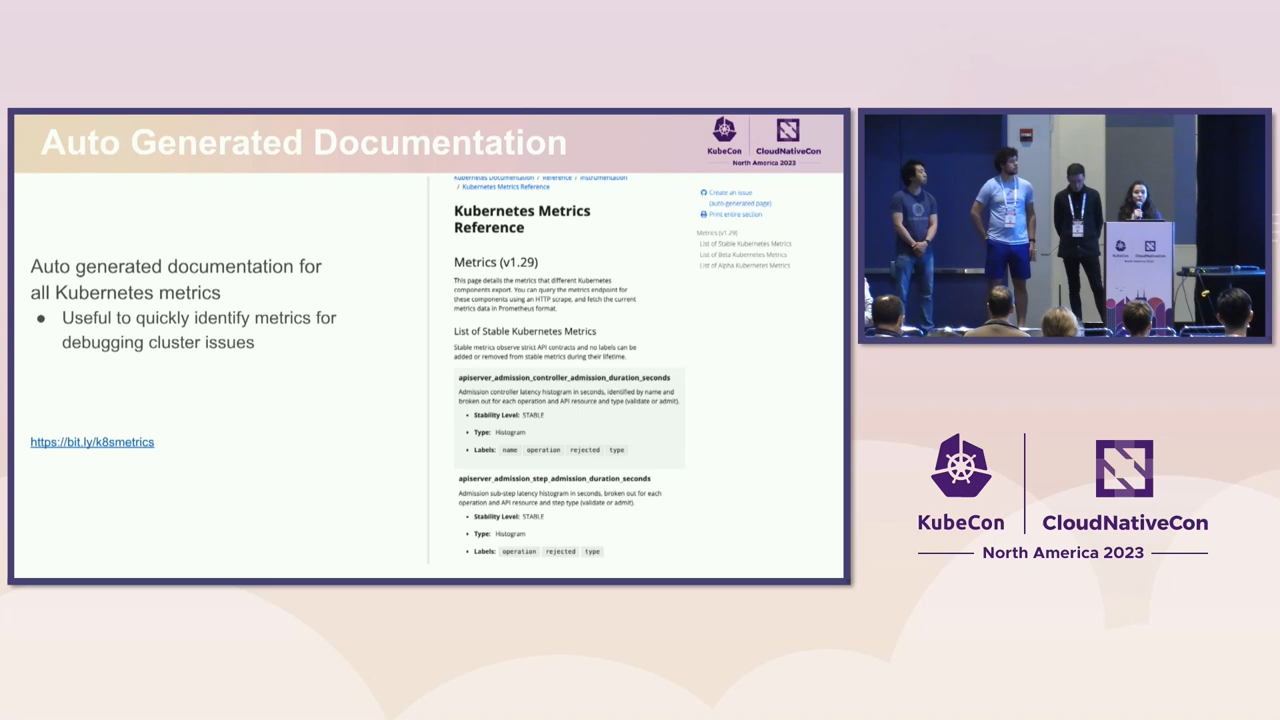 Auto Generated Documentation
KubeCon
CloudNativeCon
North America 2023
Auto generated documentation for
all Kubernetes metrics
● Useful to quickly identify metrics for
debugging cluster issues
https://bit.ly/k8smetrics
Kubernetes Documentation / Reference / Instrumentation
/ Kubernetes Metrics Reference
Kubernetes Metrics
Reference
Metrics (v1.29)
This page details the metrics that different Kubernetes
components export. You can query the metrics endpoint for
these components using an HTTP scrape, and fetch the current
metrics data in Prometheus format.
List of Stable Kubernetes Metrics
Stable metrics observe strict API contracts and no labels can be
added or removed from stable metrics during their lifetime.
apiserver_admission_controller_admission_duration_seconds
Admission controller latency histogram in seconds, identified by name and
broken out for each operation and API resource and type (validate or admit).
• Stability Level: STABLE
• Type: Histogram
• Labels: name operation rejected type
apiserver_admission_step_admission_duration_seconds
Admission sub-step latency histogram in seconds, broken out for each
operation and API resource and step type (validate or admit).
• Stability Level: STABLE
• Type: Histogram
• Labels: operation rejected type
Create an issue
(auto-generated page)
Print entire section
Metrics (v1.29)
List of Stable Kubernetes Metrics
List of Beta Kubernetes Metrics
List of Alpha Kubernetes Metrics
KubeCon
CloudNativeCon
North America 2023
KubeCon
CloudNativeCon
North America 2023